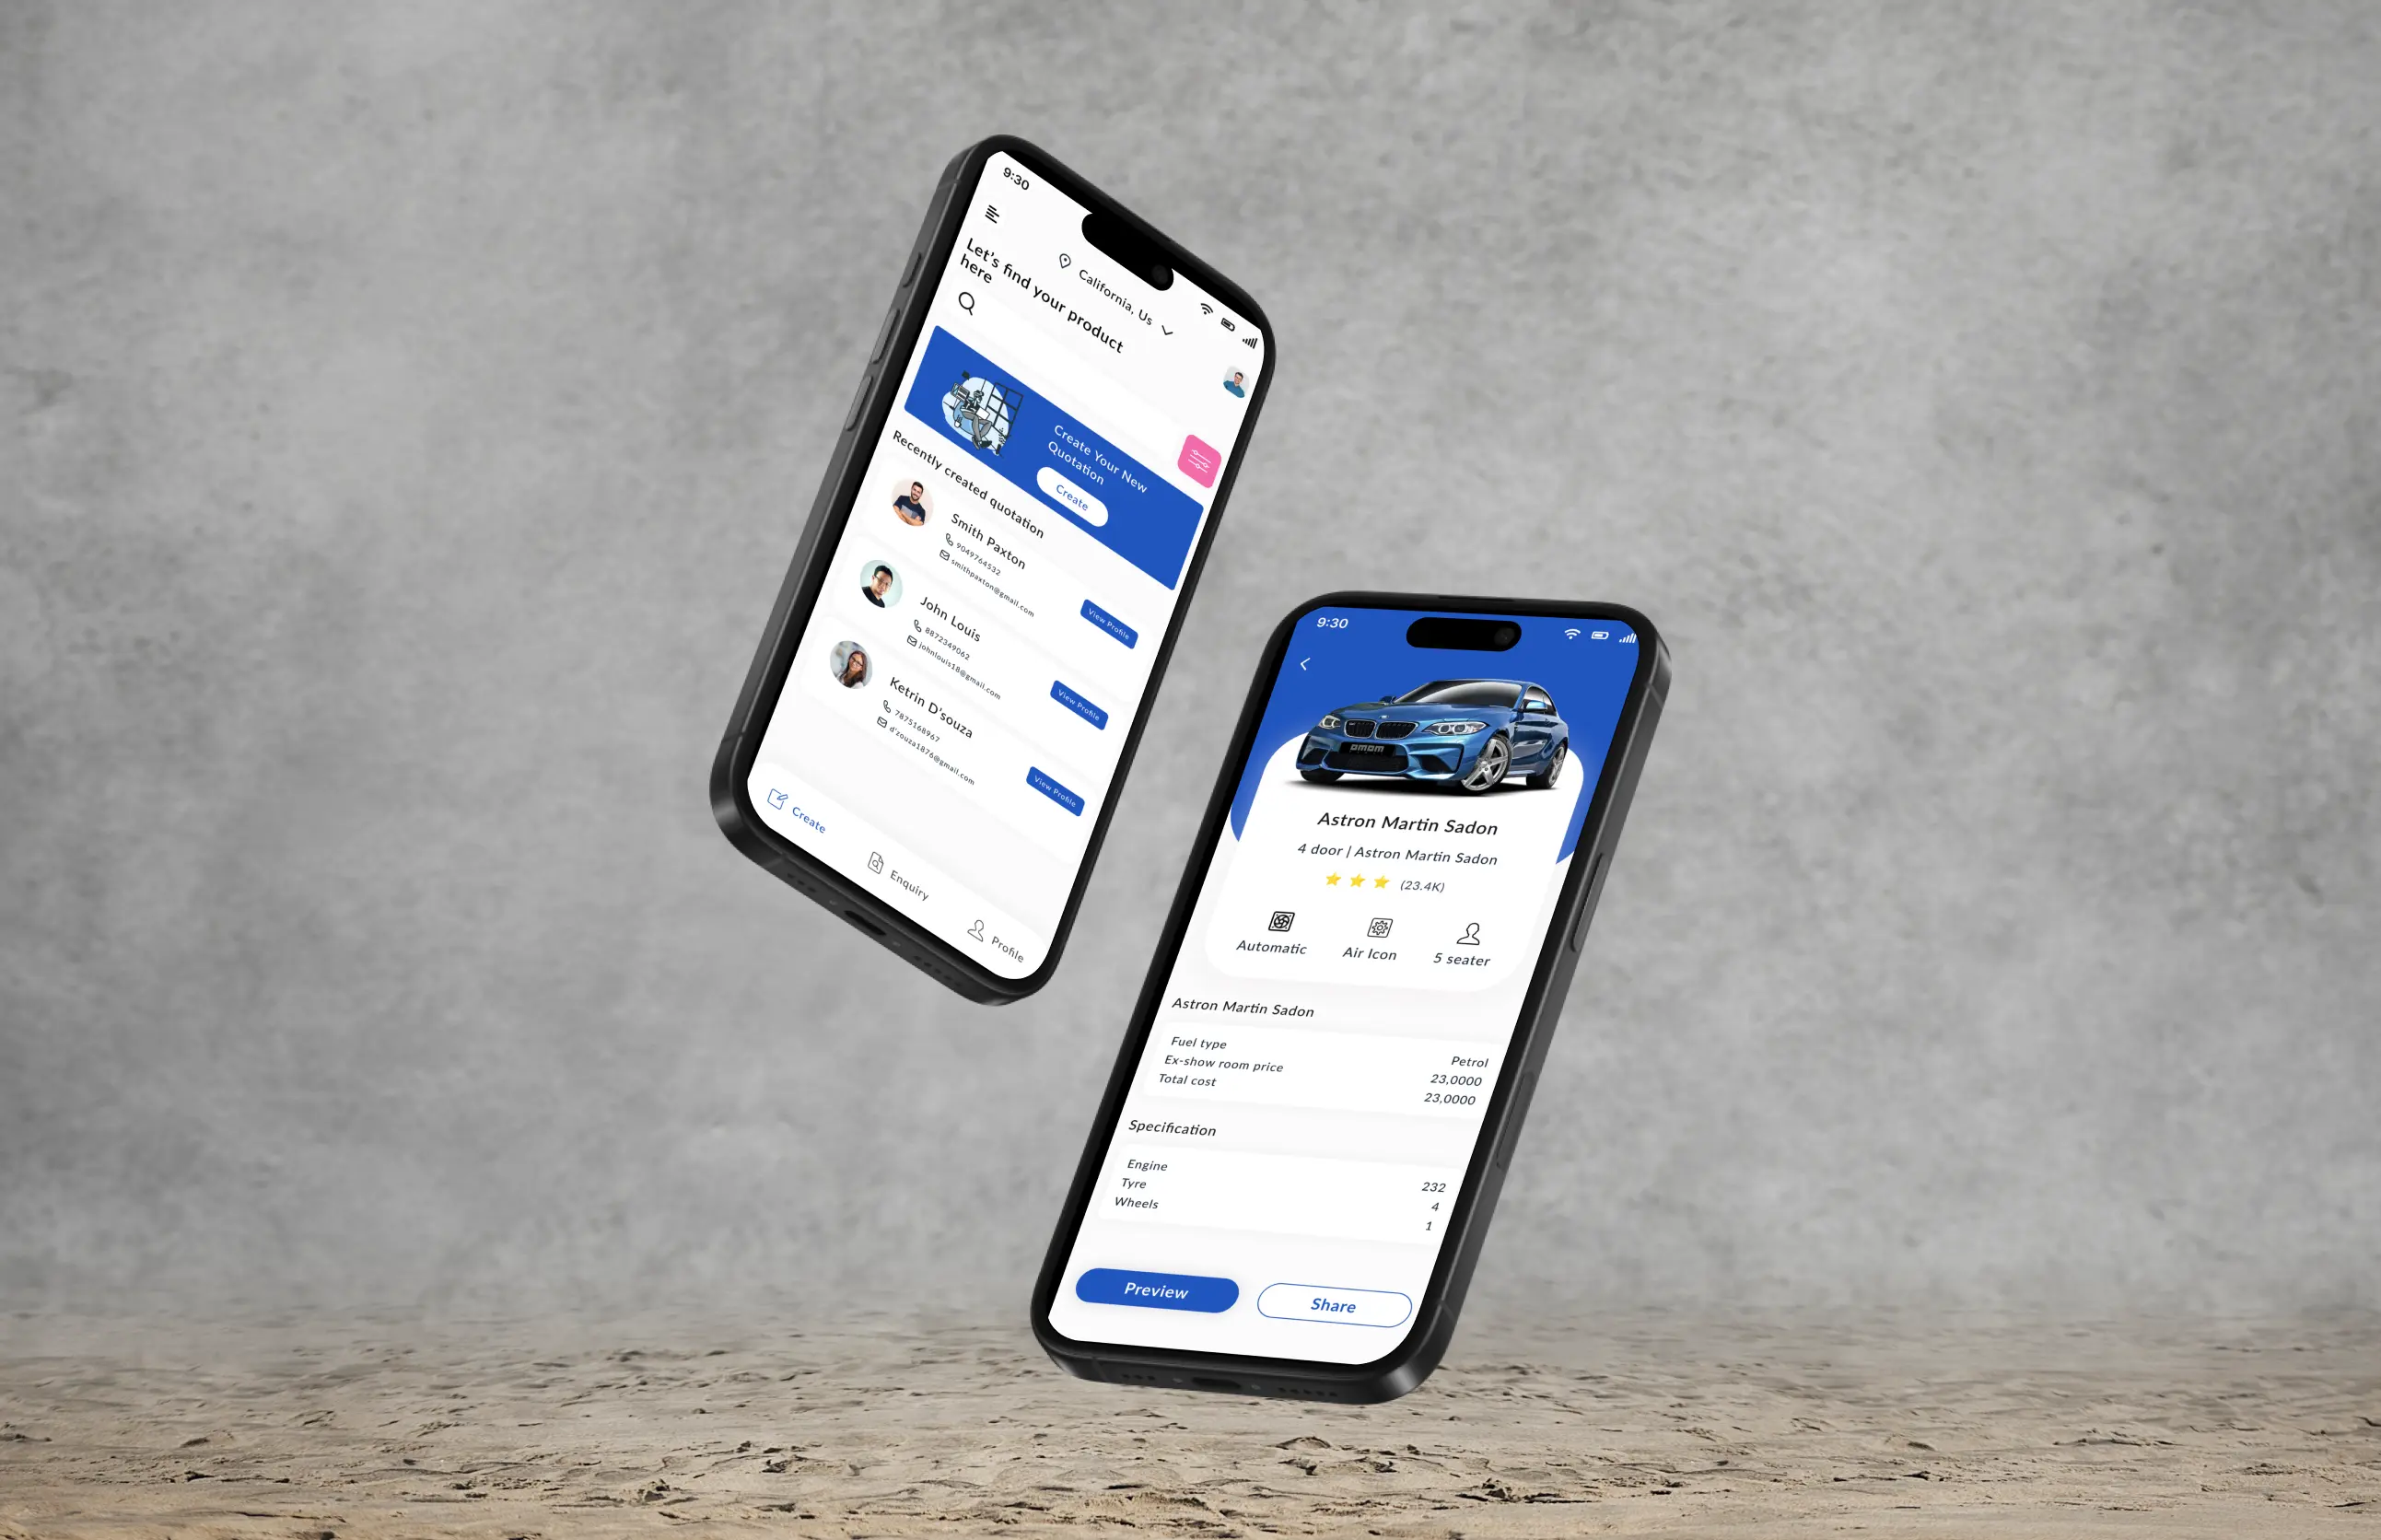 9:30
California, Us
Let's find your product
here
Create Your New
Quotation
Create
Recently created quotation
Smith Paxton
9049764532
smithpaxton@gmail.com
View Profile
John Louis
8872349062
johnlouis18@gmail.com
View Profile
Ketrin D'souza
7875168967
d'zouza1876@gmail.com
View Profile
Create
Enquiry
Profile
9:30
Astron Martin Sadon
4 door | Astron Martin Sadon
(23.4K)
Automatic
Air Icon
5 seater
Astron Martin Sadon
Fuel type Petrol
Ex-show room price 23,0000
Total cost 23,0000
Specification
Engine 232
Tyre 4
Wheels 1
Preview
Share